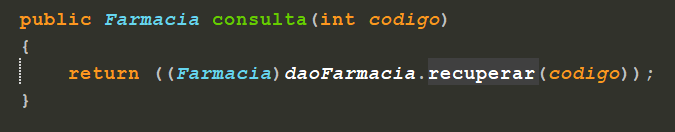 public Farmacia consulta(int codigo)
{
return ((Farmacia)daoFarmacia.recuperar(codigo));
}